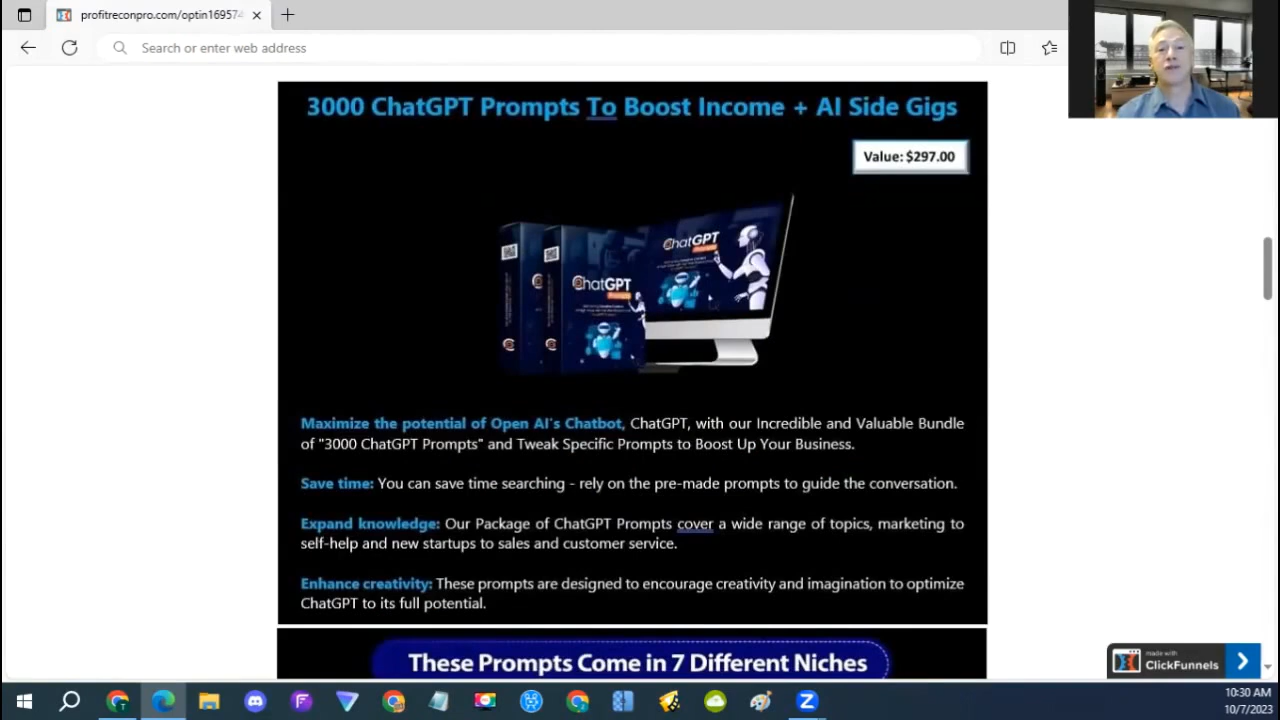 profitreconpro.com/optin16957
Search or enter web address
3000 ChatGPT Prompts To Boost Income + AI Side Gigs
Value: $297.00
ChatGPT
Prompts
ChatGPT
Prompts
Maximize the potential of Open AI's Chatbot, ChatGPT, with our Incredible and Valuable Bundle
of "3000 ChatGPT Prompts" and Tweak Specific Prompts to Boost Up Your Business.
Save time: You can save time searching - rely on the pre-made prompts to guide the conversation.
Expand knowledge: Our Package of ChatGPT Prompts cover a wide range of topics, marketing to
self-help and new startups to sales and customer service.
Enhance creativity: These prompts are designed to encourage creativity and imagination to optimize
ChatGPT to its full potential.
These Prompts Come in 7 Different Niches
made with
ClickFunnels
10:30 AM
10/7/2023